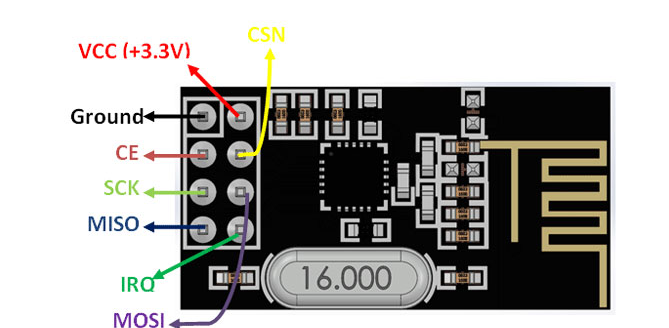 CSN
VCC (+3.3V)
Ground
CE
SCK
MISO
IRQ
MOSI
16.000